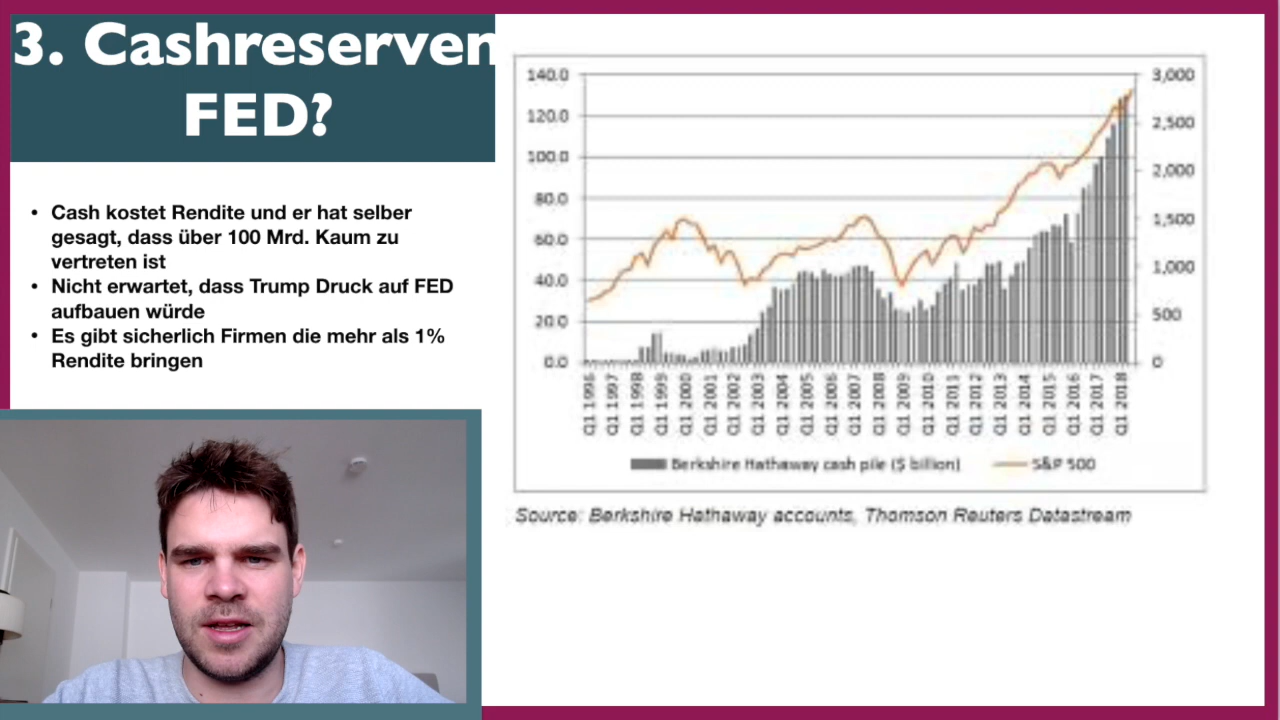 3. Cashreserven
FED?
• Cash kostet Rendite und er hat selber
gesagt, dass über 100 Mrd. Kaum zu
vertreten ist
• Nicht erwartet, dass Trump Druck auf FED
aufbauen würde
• Es gibt sicherlich Firmen die mehr als 1%
Rendite bringen
140.0
120.0
100.0
80.0
60.0
40.0
20.0
0.0
3,000
2,500
2,000
1,500
1,000
500
0
Q1 1996
Q1 1997
Q1 1998
Q1 1999
Q1 2000
Q1 2001
Q1 2002
Q1 2003
Q1 2004
Q1 2005
Q1 2006
Q1 2007
Q1 2008
Q1 2009
Q1 2010
Q1 2011
Q1 2012
Q1 2013
Q1 2014
Q1 2015
Q1 2016
Q1 2017
Q1 2018
Berkshire Hathaway cash pile ($ billion) S&P 500
Source: Berkshire Hathaway accounts, Thomson Reuters Datastream